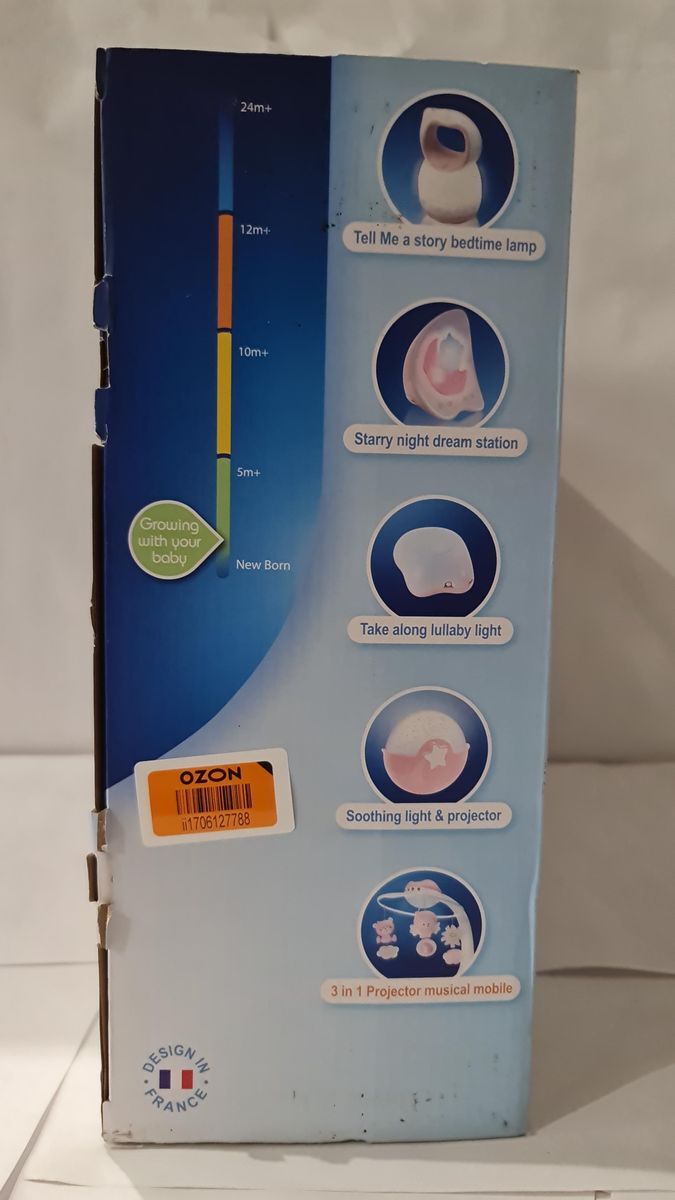 24m+
12m+
10m+
5m+
New Born
Growing
with your
baby
Tell Me a story bedtime lamp
Starry night dream station
Take along lullaby light
Soothing light & projector
3 in 1 Projector musical mobile
OZON
ii1706127788
DESIGN IN
FRANCE